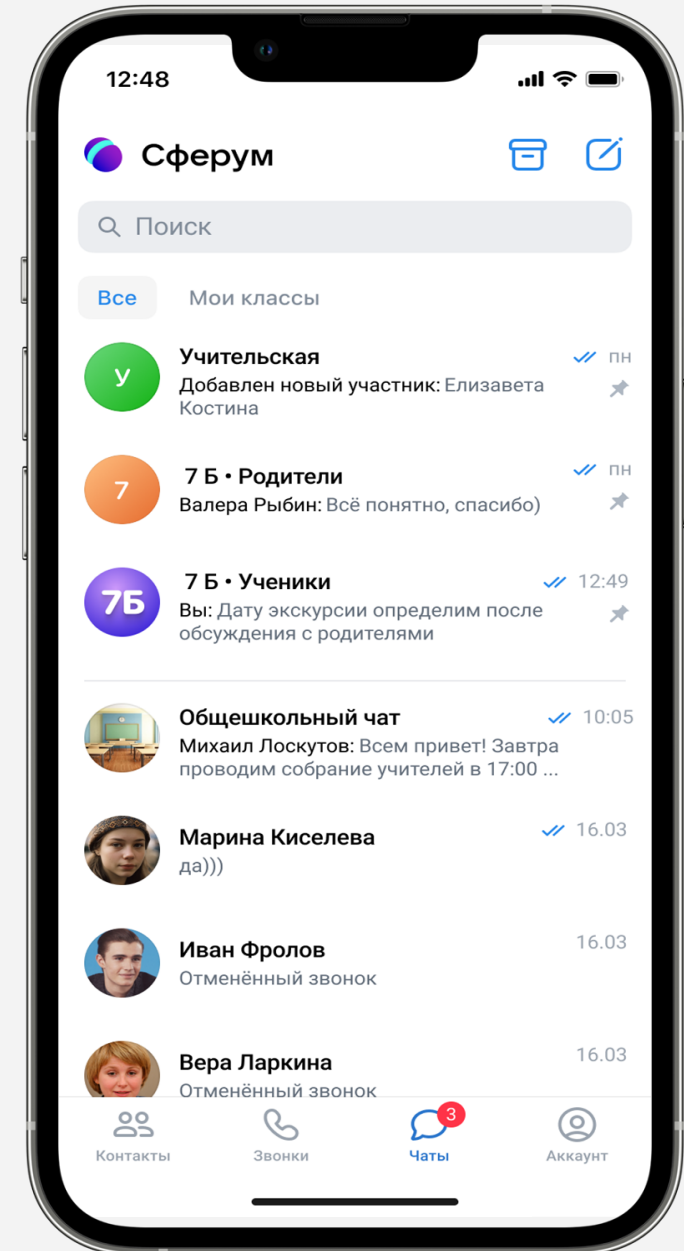 12:48
Сферум
Поиск
Все Мои классы
У
Учительская пн
Добавлен новый участник: Елизавета
Костина
7
7 Б • Родители пн
Валера Рыбин: Всё понятно, спасибо)
7Б
7 Б • Ученики 12:49
Вы: Дату экскурсии определим после
обсуждения с родителями
Общешкольный чат 10:05
Михаил Лоскутов: Всем привет! Завтра
проводим собрание учителей в 17:00 ...
Марина Киселева 16.03
да)))
Иван Фролов 16.03
Отменённый звонок
Вера Ларкина 16.03
Отменённый звонок
3
Контакты Звонки Чаты Аккаунт